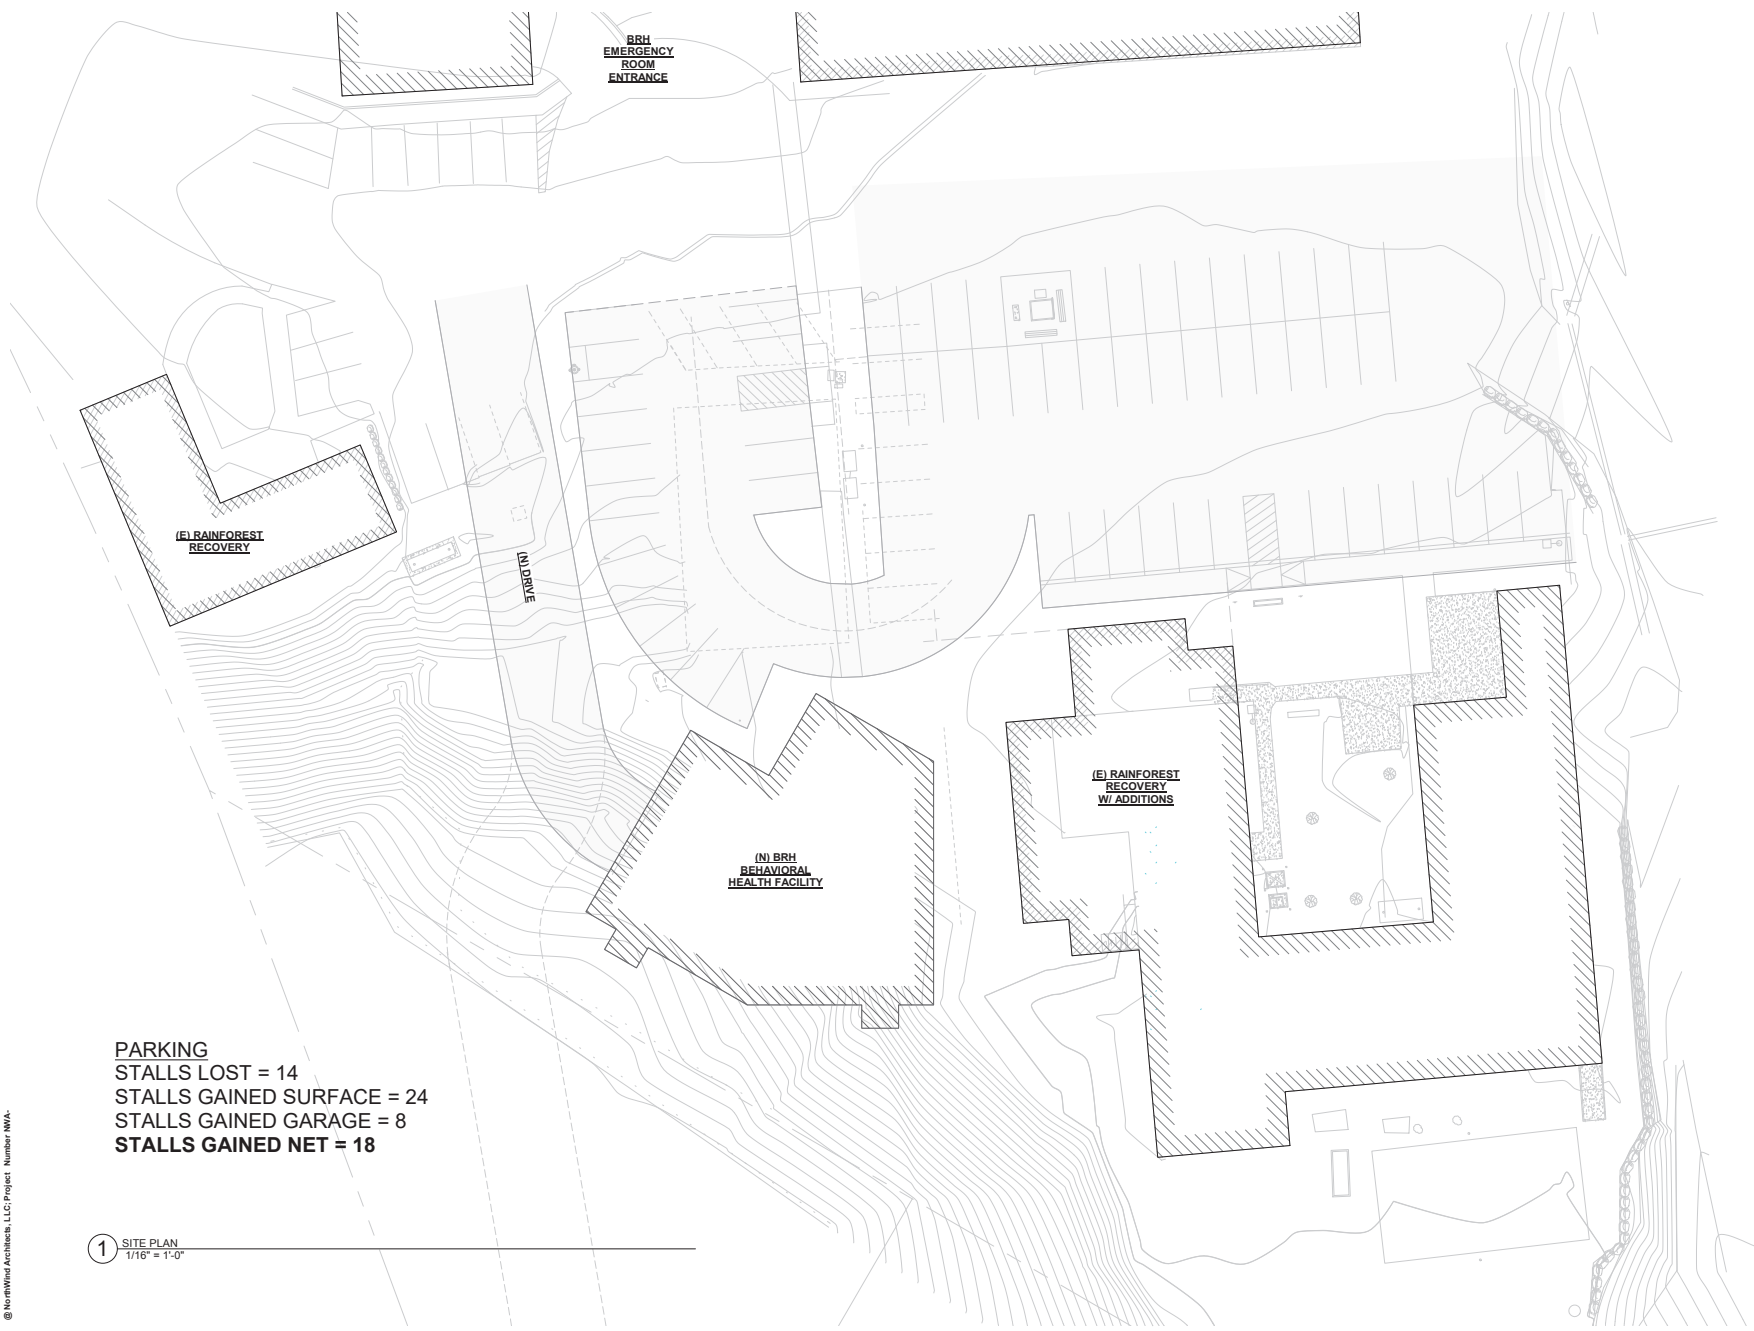 BRH
EMERGENCY
ROOM
ENTRANCE
(E) RAINFOREST
RECOVERY
(N) DRIVE
(E) RAINFOREST
RECOVERY
W/ ADDITIONS
(N) BRH
BEHAVIORAL
HEALTH FACILITY
PARKING
STALLS LOST = 14
STALLS GAINED SURFACE = 24
STALLS GAINED GARAGE = 8
STALLS GAINED NET = 18
1 SITE PLAN
1/16" = 1'-0"
@ NorthWind Architects, LLC; Project Number NWA-